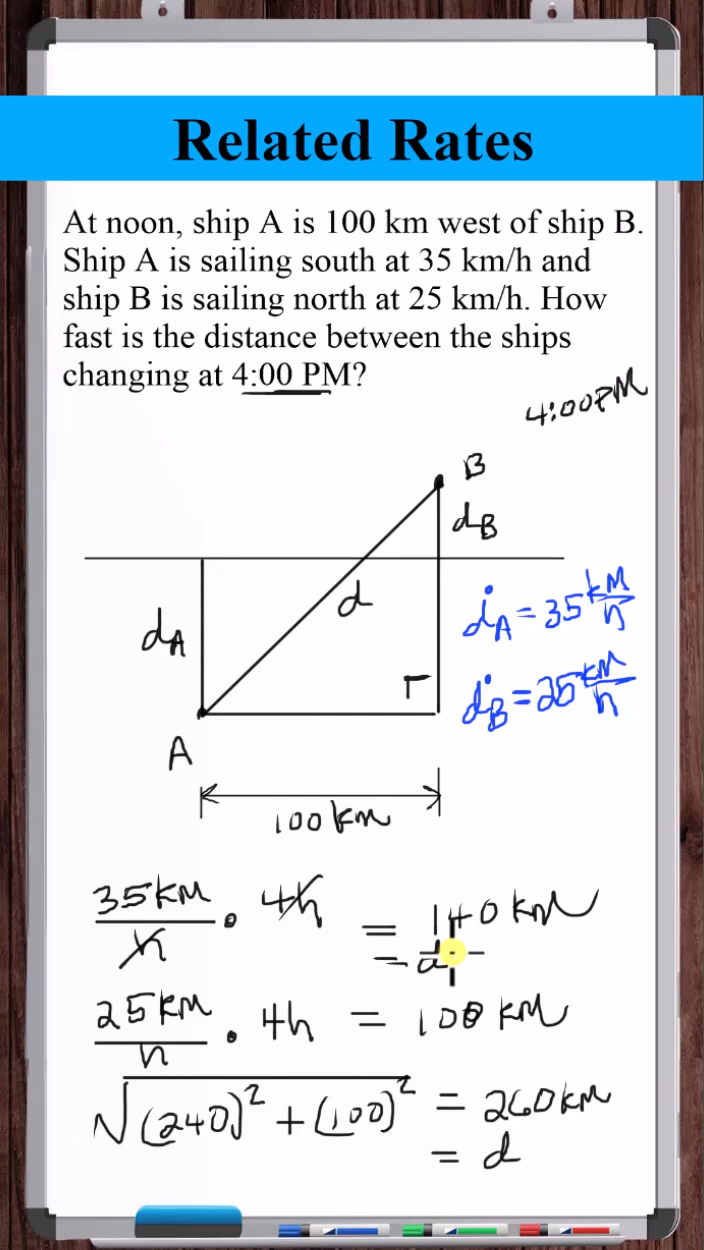 Related Rates
At noon, ship A is 100 km west of ship B.
Ship A is sailing south at 35 km/h and
ship B is sailing north at 25 km/h. How
fast is the distance between the ships
changing at 4:00 PM?
4:00PM
B
dB
dA
d
ḋA = 35 km/h
ḋB = 25 km/h
A
100 km
35 km/h · 4h = 140 km
= d
25 km/h · 4h = 100 km
√(240)² + (100)² = 260 km
= d